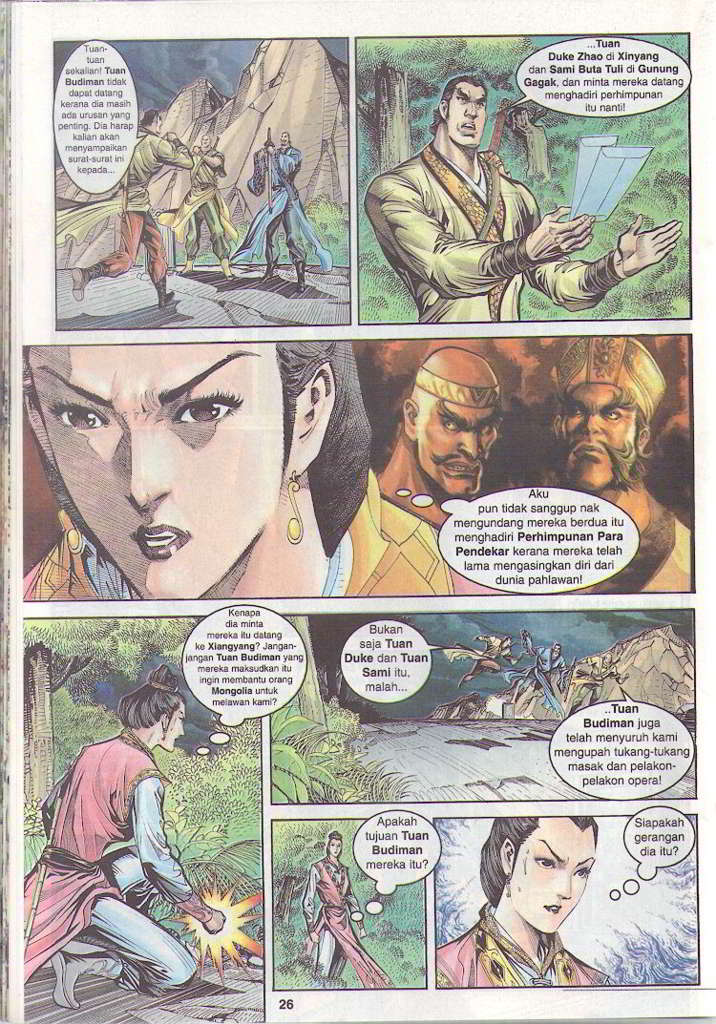 Tuan-
tuan
sekalian! Tuan
Budiman tidak
dapat datang
kerana dia masih
ada urusan yang
penting. Dia harap
kalian akan
menyampaikan
surat-surat ini
kepada...
...Tuan
Duke Zhao di Xinyang
dan Sami Buta Tuli di Gunung
Gagak, dan minta mereka datang
menghadiri perhimpunan
itu nanti!
Aku
pun tidak sanggup nak
mengundang mereka berdua itu
menghadiri Perhimpunan Para
Pendekar kerana mereka telah
lama mengasingkan diri dari
dunia pahlawan!
Kenapa
dia minta
mereka itu datang
ke Xiangyang? Jangan-
jangan Tuan Budiman yang
mereka maksudkan itu
ingin membantu orang
Mongolia untuk
melawan kami?
Bukan
saja Tuan
Duke dan Tuan
Sami itu,
malah...
..Tuan
Budiman juga
telah menyuruh kami
mengupah tukang-tukang
masak dan pelakon-
pelakon opera!
Apakah
tujuan Tuan
Budiman
mereka itu?
Siapakah
gerangan
dia itu?
26